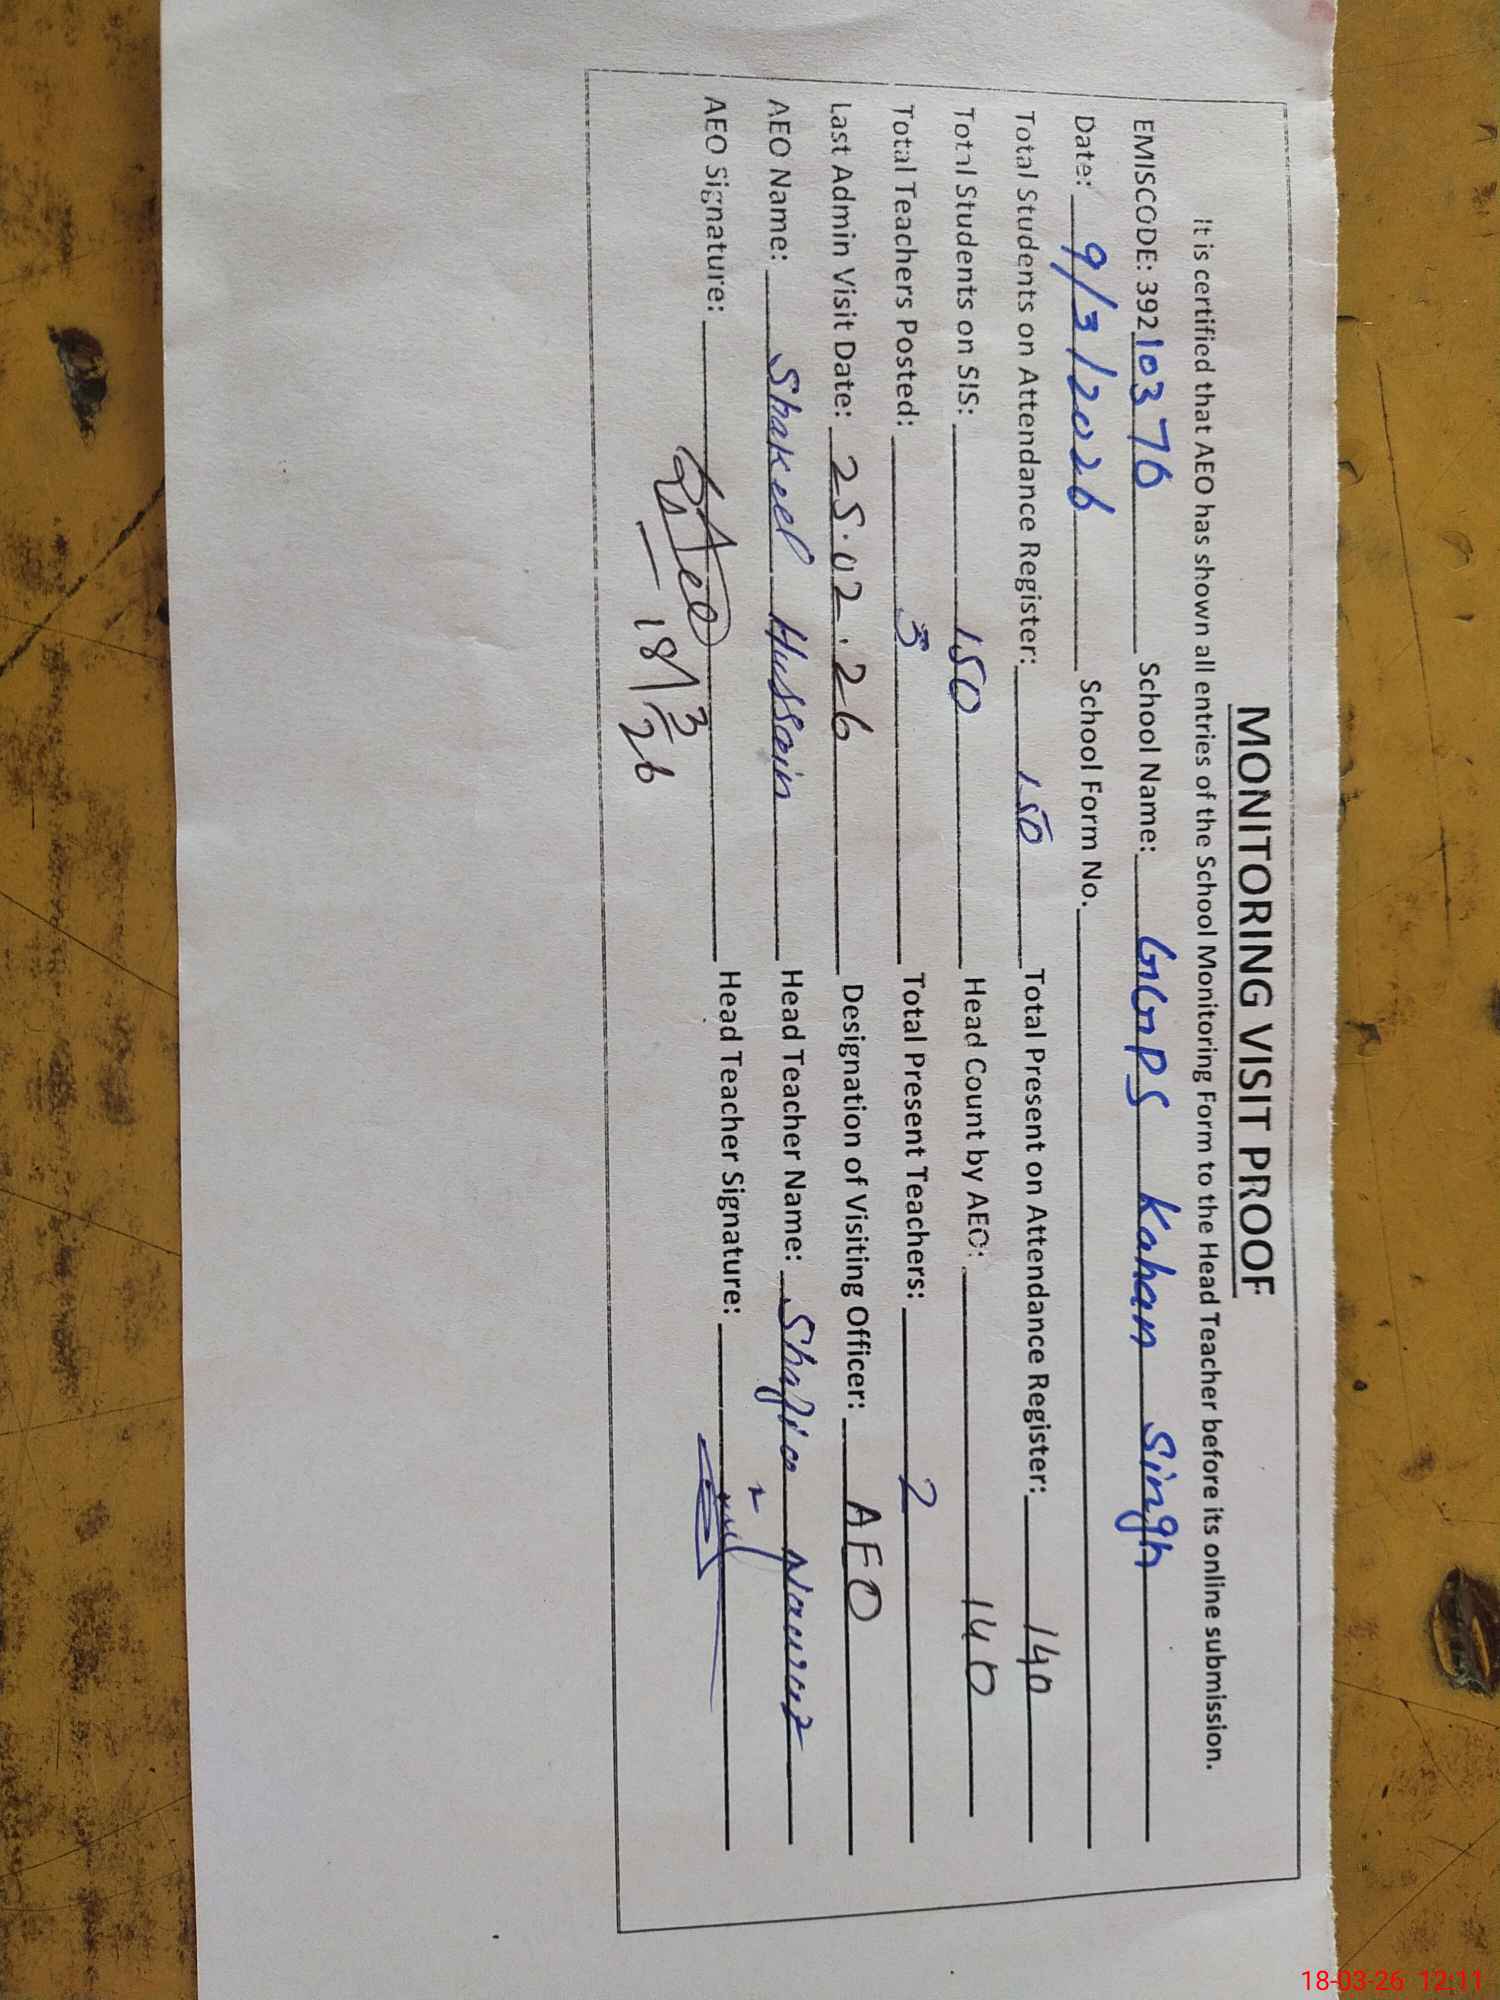 MONITORING VISIT PROOF
It is certified that AEO has shown all entries of the School Monitoring Form to the Head Teacher before its online submission.
EMISCODE: 39210376 School Name: GGPS Kahan Singh
Date: 9/3/2026 School Form No.
Total Students on Attendance Register: 150 Total Present on Attendance Register: 140
Total Students on SIS: 150 Head Count by AEO: 140
Total Teachers Posted: 3 Total Present Teachers: 2
Last Admin Visit Date: 25.02.26 Designation of Visiting Officer: AEO
AEO Name: Shakeel Hussain Head Teacher Name: Shafia
AEO Signature: Head Teacher Signature:
18/3/26
18-03-26 12:11